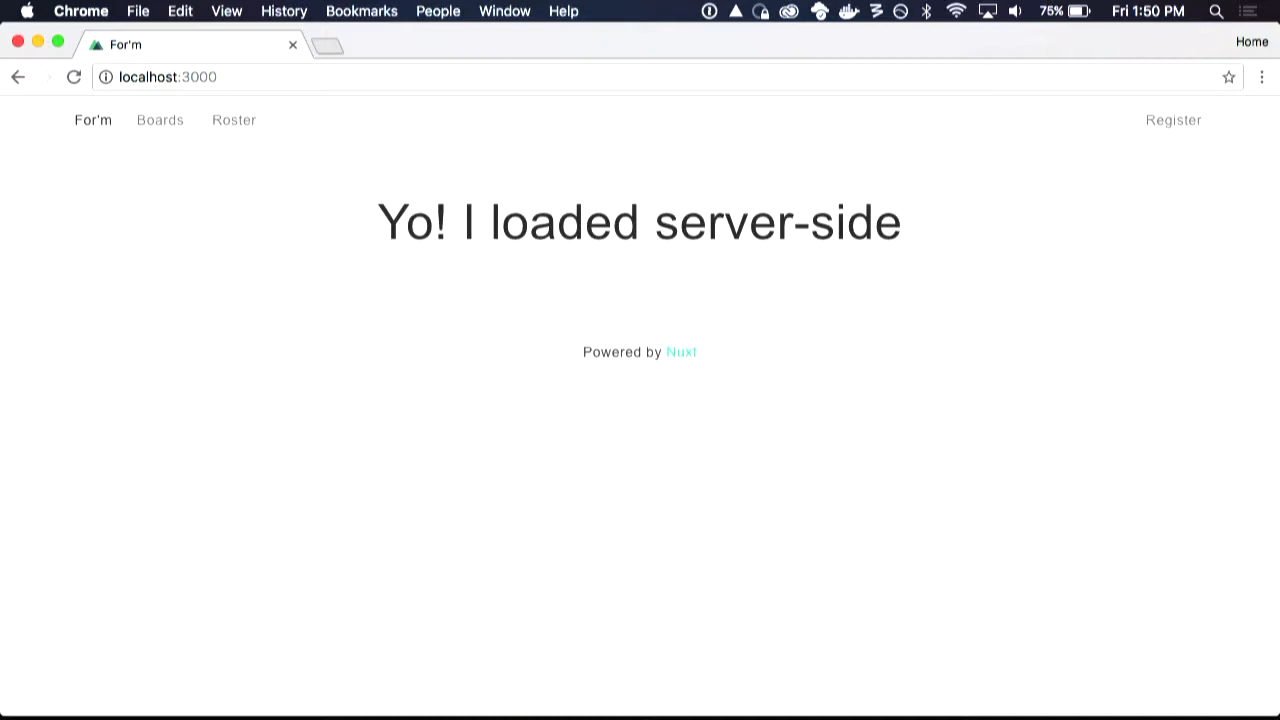 Chrome File Edit View History Bookmarks People Window Help 75% Fri 1:50 PM
For'm Home
localhost:3000
For'm Boards Roster Register
Yo! I loaded server-side
Powered by Nuxt